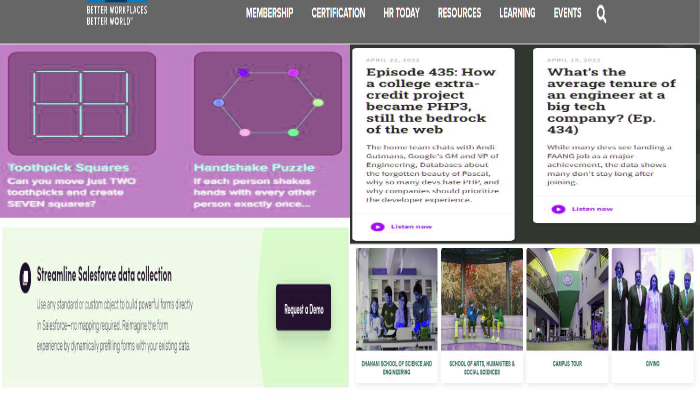 BETTER WORKPLACES
BETTER WORLD
MEMBERSHIP CERTIFICATION HR TODAY RESOURCES LEARNING EVENTS
Toothpick Squares
Can you move just TWO
toothpicks and create
SEVEN squares?
Handshake Puzzle
If each person shakes
hands with every other
person exactly once...
APRIL 22, 2022
Episode 435: How
a college extra-
credit project
became PHP3,
still the bedrock
of the web
The home team chats with Andi
Gutmans, Google's GM and VP of
Engineering, Databases about
the forgotten beauty of Pascal,
why so many devs hate PHP, and
why companies should prioritize
the developer experience.
Listen now
APRIL 19, 2022
What's the
average tenure of
an engineer at a
big tech
company? (Ep.
434)
While many devs see landing a
FAANG job as a major
achievement, the data shows
many don't stay long after
joining.
Listen now
Streamline Salesforce data collection
Use any standard or custom object to build powerful forms directly
in Salesforce—no mapping required. Reimagine the form
experience by dynamically prefilling forms with your existing data.
Request a Demo
DHANANI SCHOOL OF SCIENCE AND
ENGINEERING
SCHOOL OF ARTS, HUMANITIES &
SOCIAL SCIENCES
CAMPUS TOUR
GIVING